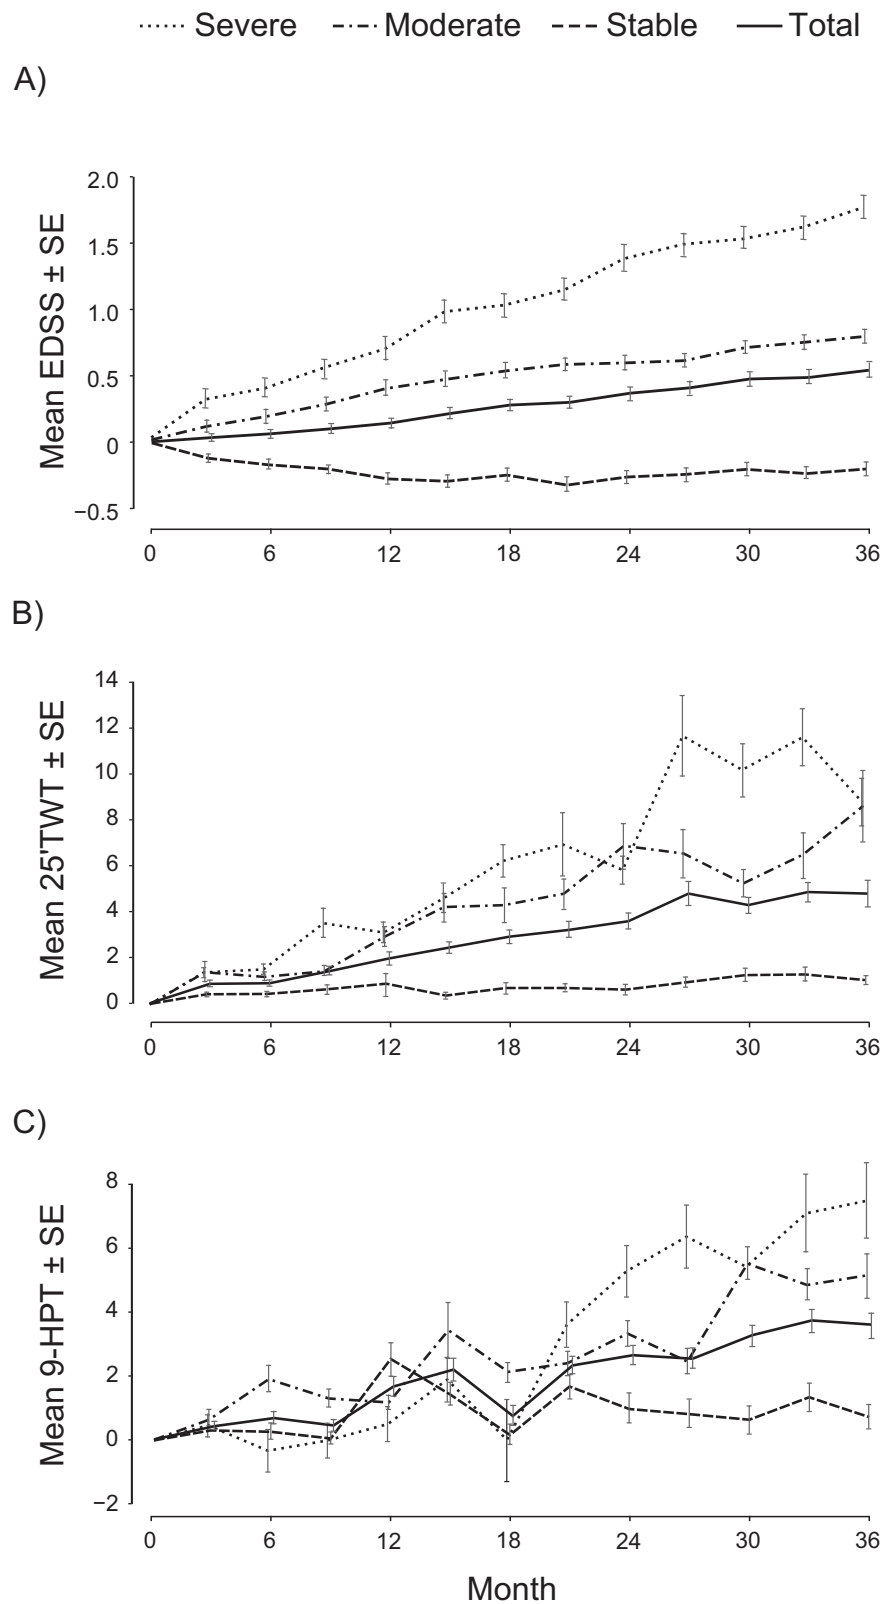 Severe Moderate Stable Total
A)
Mean EDSS ± SE
2.0
1.5
1.0
0.5
0
−0.5
0 6 12 18 24 30 36
B)
Mean 25'TWT ± SE
14
12
10
8
6
4
2
0
0 6 12 18 24 30 36
C)
Mean 9-HPT ± SE
8
6
4
2
0
−2
0 6 12 18 24 30 36
Month